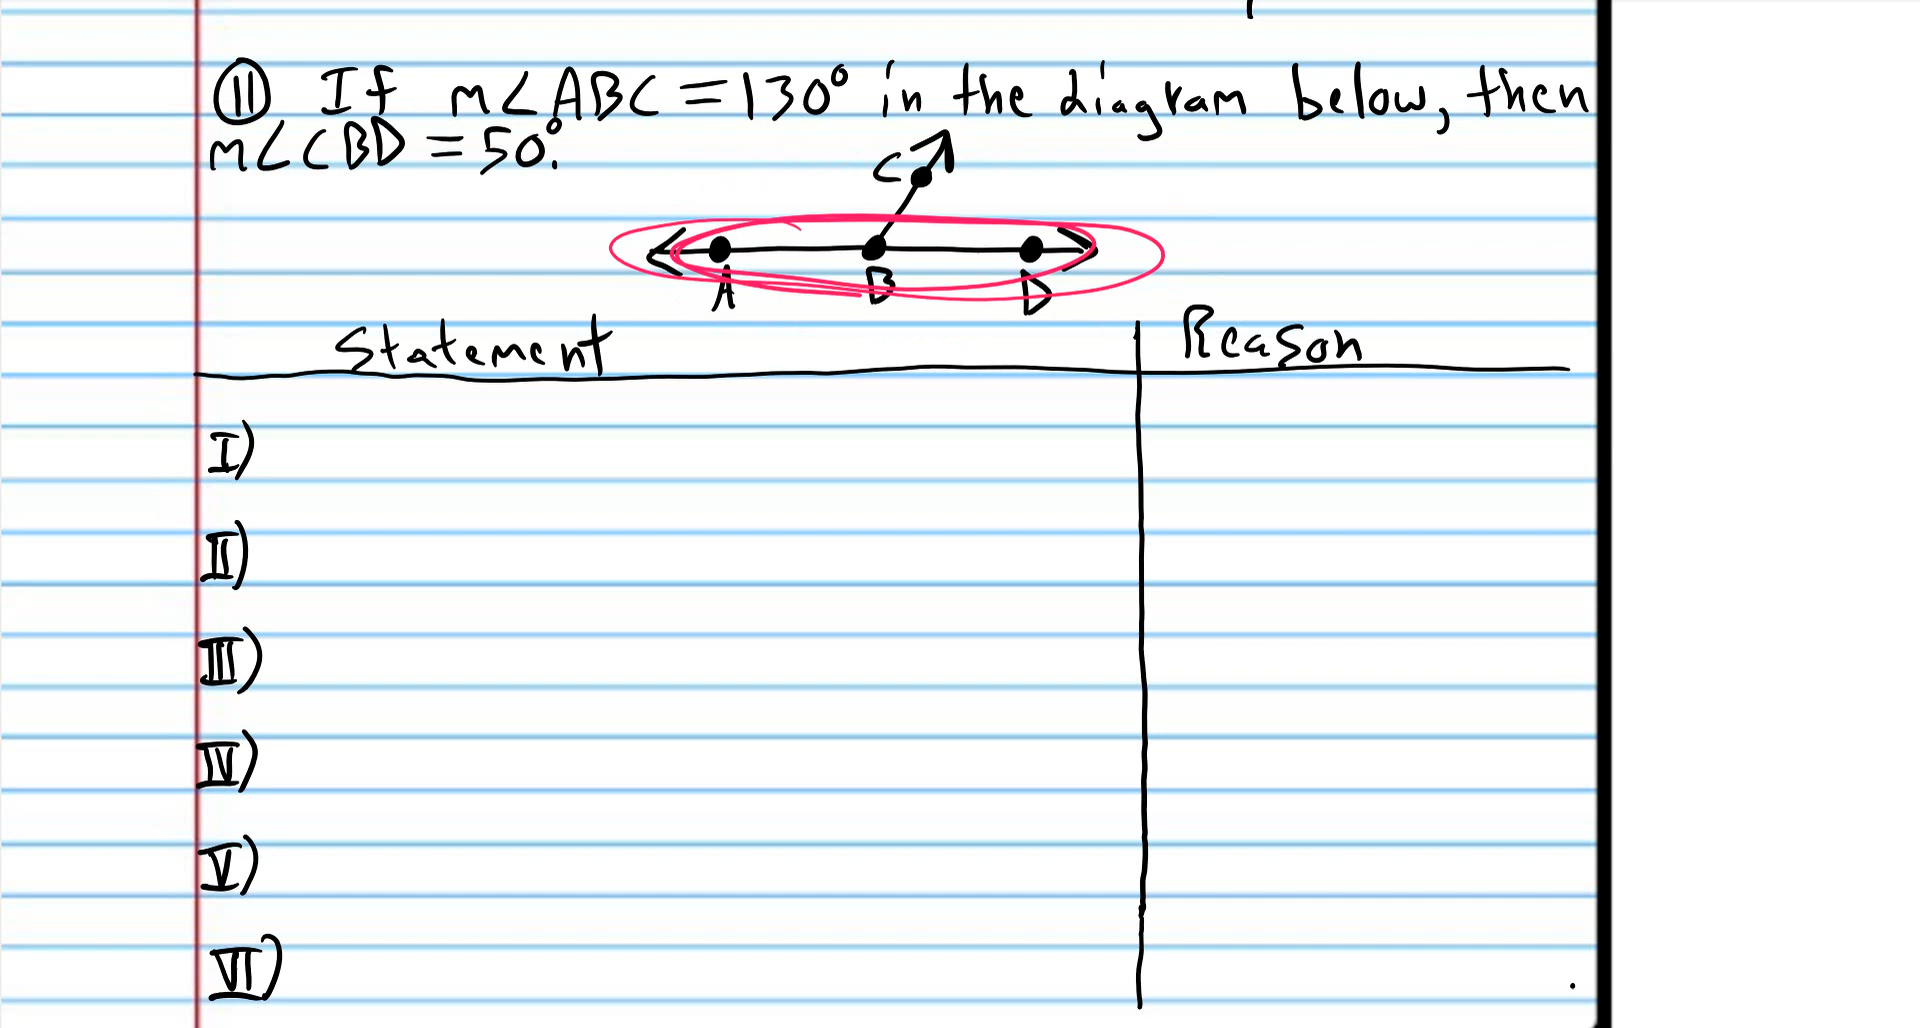 ⑪ If m∠ABC = 130° in the diagram below, then
m∠CBD = 50°.
C
A B D
Statement Reason
I)
II)
III)
IV)
V)
VI)